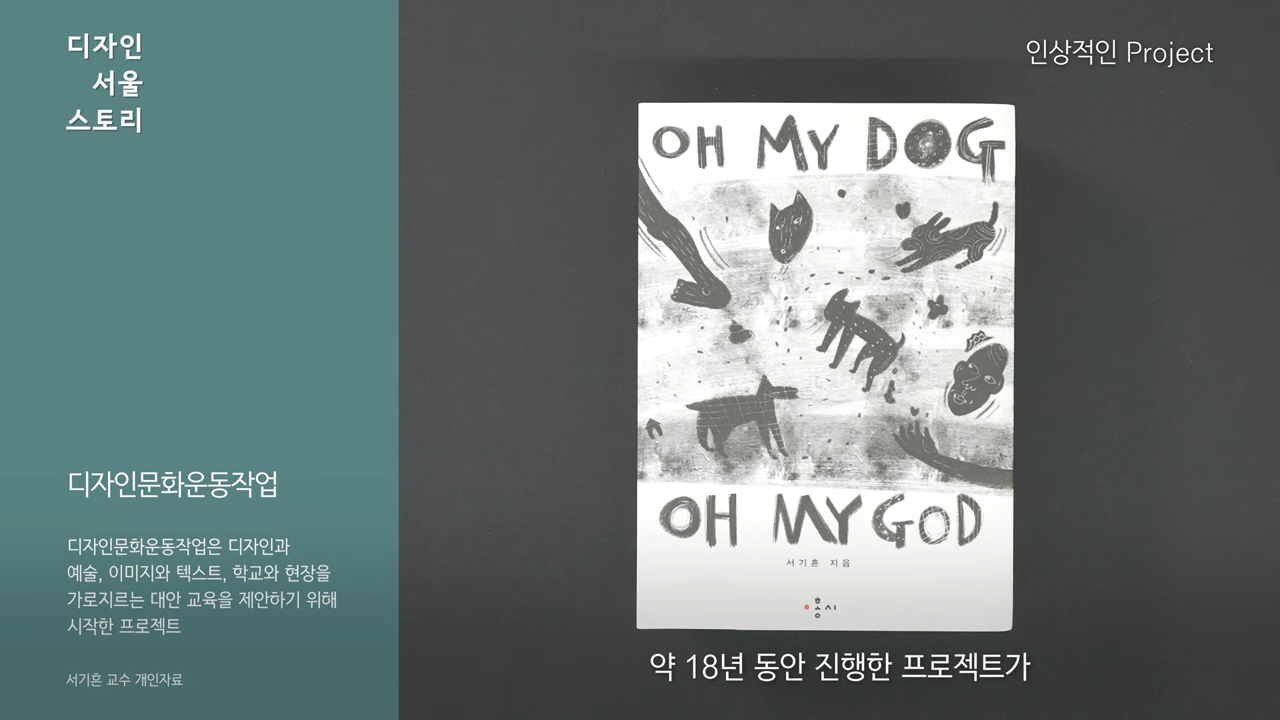 디자인
서울
스토리
인상적인 Project
OH MY DOG
OH MY GOD
서기흔 지음
홍시
디자인문화운동작업
디자인문화운동작업은 디자인과
예술, 이미지와 텍스트, 학교와 현장을
가로지르는 대안 교육을 제안하기 위해
시작한 프로젝트
서기흔 교수 개인자료
약 18년 동안 진행한 프로젝트가